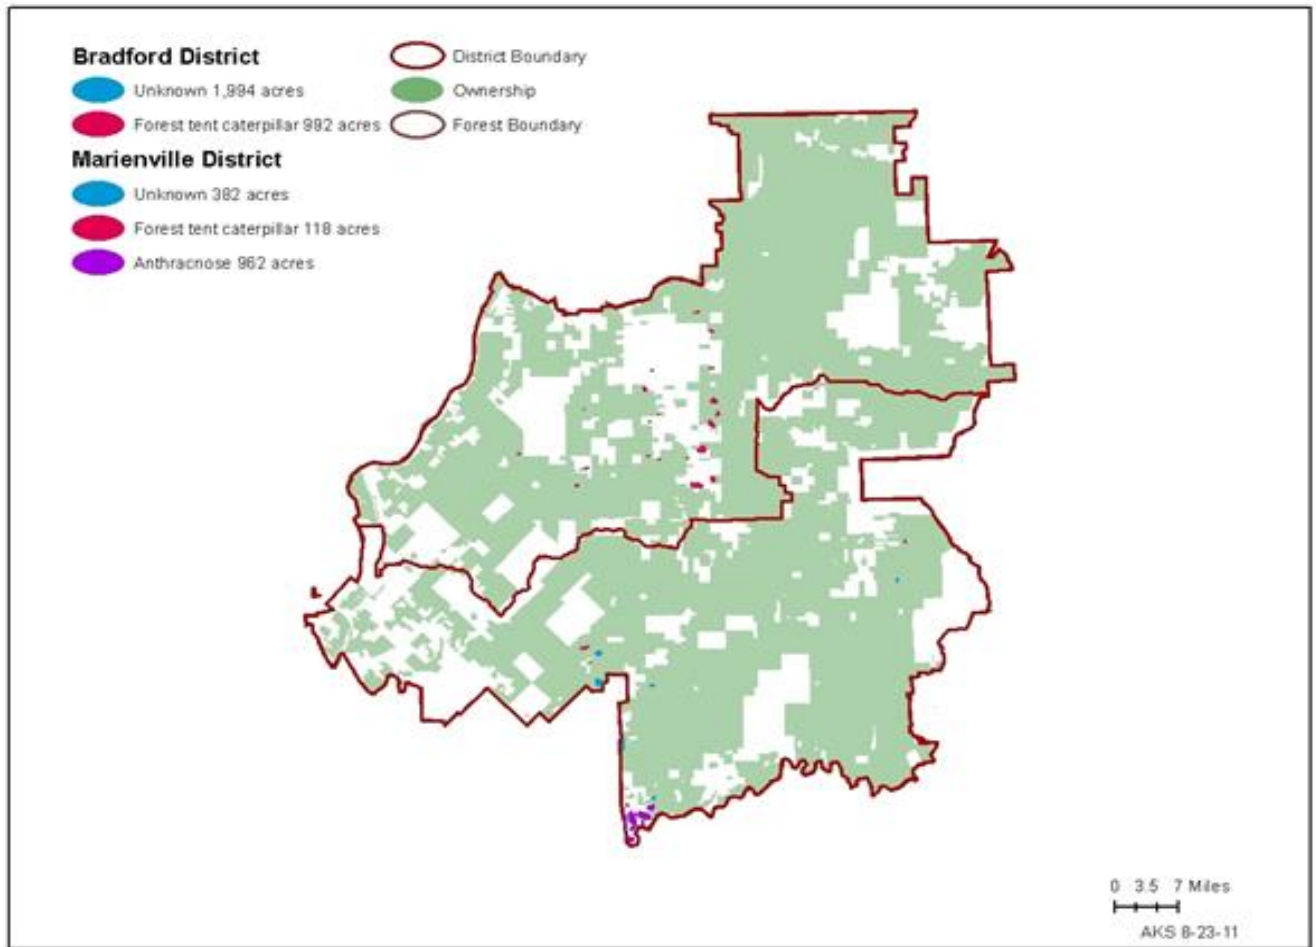 Bradford District
Unknown 1,994 acres
Forest tent caterpillar 992 acres
Marienville District
Unknown 382 acres
Forest tent caterpillar 118 acres
Anthracnose 962 acres
District Boundary
Ownership
Forest Boundary
0 3.5 7 Miles
AKS 8-23-11